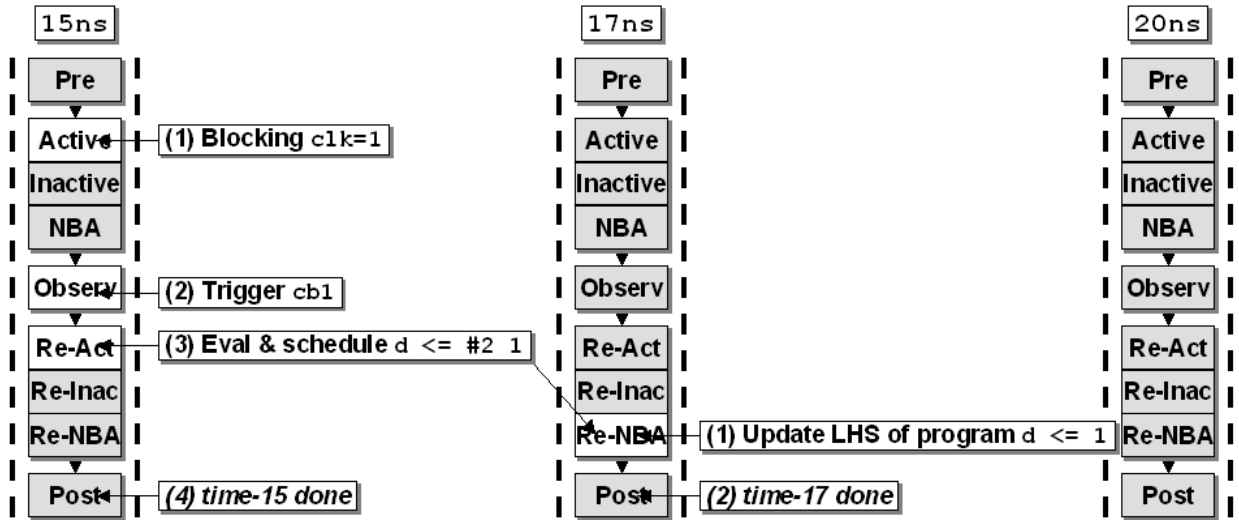 15ns
17ns
20ns
Pre
Pre
Pre
Active
(1) Blocking clk=1
Active
Active
Inactive
Inactive
Inactive
NBA
NBA
NBA
Observ
(2) Trigger cb1
Observ
Observ
Re-Act
(3) Eval & schedule d <= #2 1
Re-Act
Re-Act
Re-Inac
Re-Inac
Re-Inac
Re-NBA
Re-NBA
(1) Update LHS of program d <= 1
Re-NBA
Post
(4) time-15 done
Post
(2) time-17 done
Post